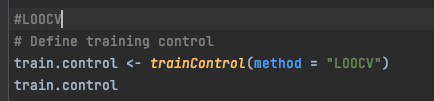 #LOOCV
# Define training control
train.control <- trainControl(method = "LOOCV")
train.control